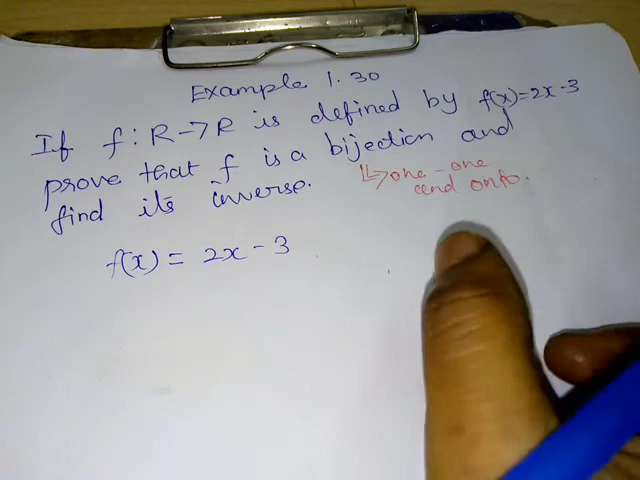 Example 1.30
If f : R → R is defined by f(x) = 2x - 3
prove that f is a bijection and
find its inverse. ↳ one - one
and onto.
f(x) = 2x - 3